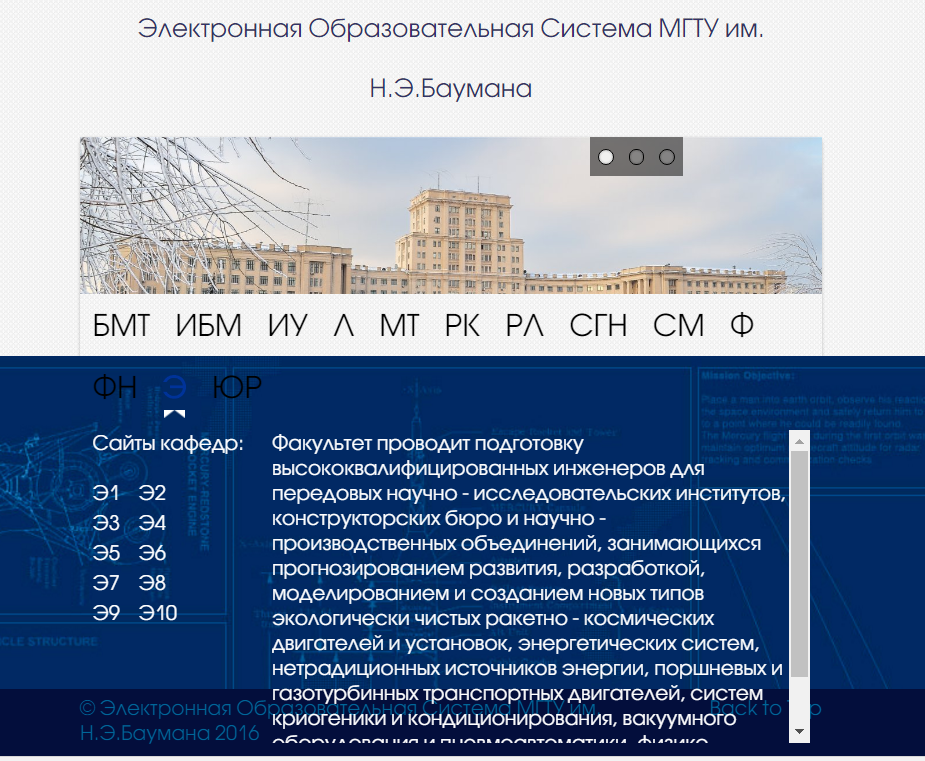 Электронная Образовательная Система МГТУ им.
Н.Э.Баумана
БМТ ИБМ ИУ Л МТ РК РЛ СГН СМ Ф
ФН Э ЮР
Mission Objective:
Сайты кафедр:
Э1 Э2
Э3 Э4
Э5 Э6
Э7 Э8
Э9 Э10
Факультет проводит подготовку
высококвалифицированных инженеров для
передовых научно - исследовательских институтов,
конструкторских бюро и научно -
производственных объединений, занимающихся
прогнозированием развития, разработкой,
моделированием и созданием новых типов
экологически чистых ракетно - космических
двигателей и установок, энергетических систем,
нетрадиционных источников энергии, поршневых и
газотурбинных транспортных двигателей, систем
криогеники и кондиционирования, вакуумного
оборудования и пневмоавтоматики, физико
© Электронная Образовательная Система МГТУ им.
Н.Э.Баумана 2016
Back to Top